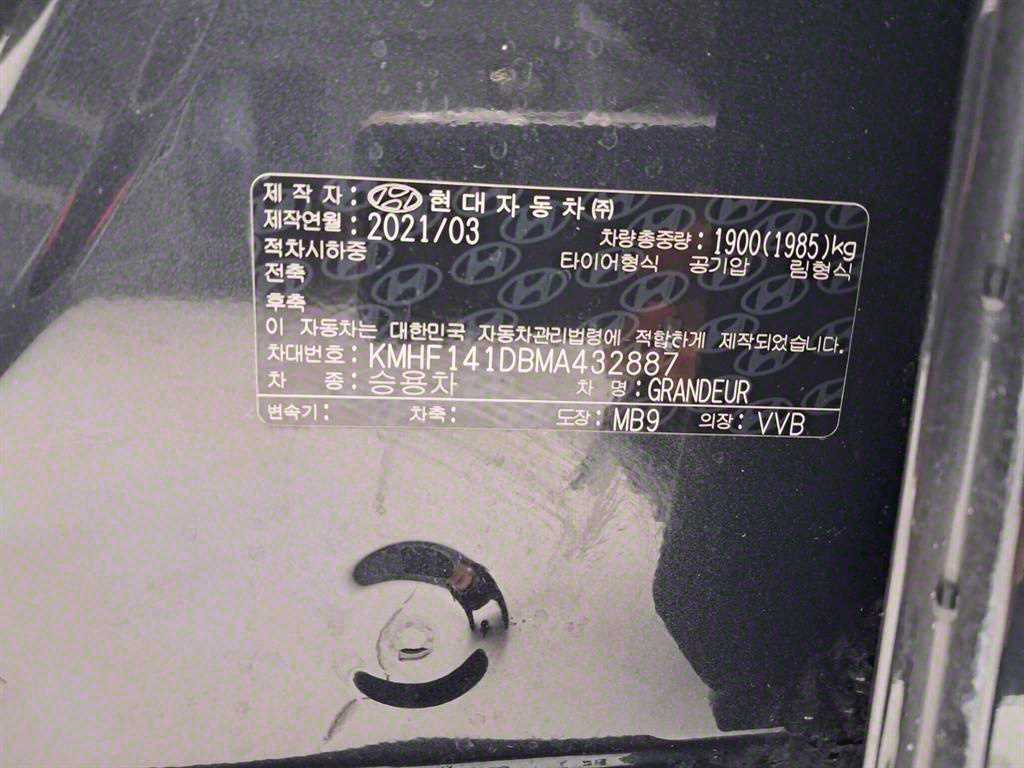 제 작 자 : 현대자동차㈜
제작연월 : 2021/03 차량총중량 : 1900(1985)kg
적차시하중 타이어형식 공기압 림형식
전축
후축
이 자동차는 대한민국 자동차관리법령에 적합하게 제작되었습니다.
차대번호 : KMHF141DBMA432887
차 종 : 승용차 차 명 : GRANDEUR
변속기 : 차축 : 도장 : MB9 의장 : VVB